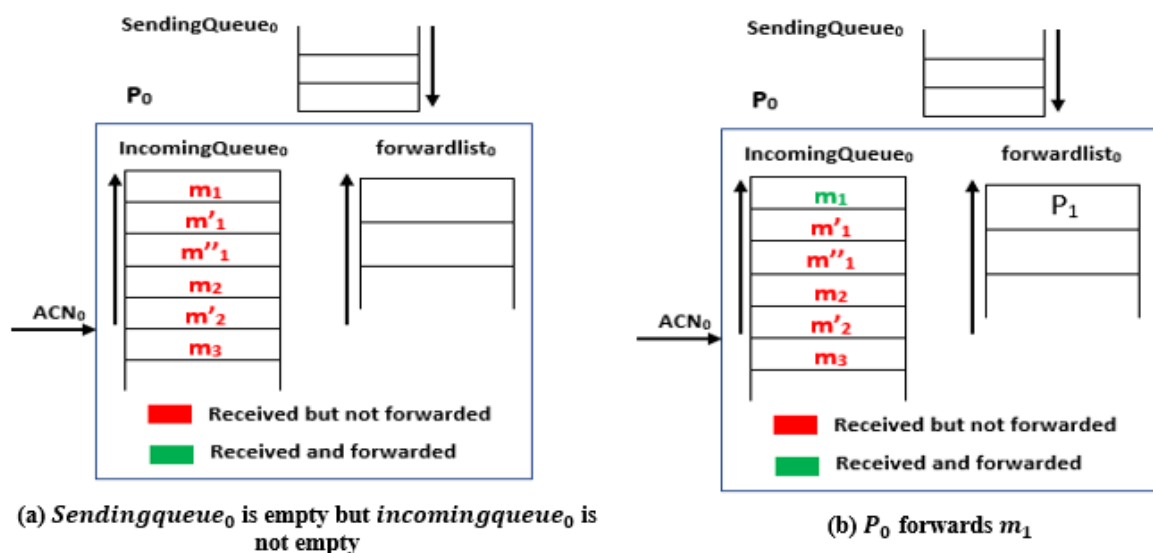 SendingQueue₀
P₀
IncomingQueue₀ forwardlist₀
m₁
m'₁
m''₁
m₂
m'₂
m₃
ACN₀
Received but not forwarded
Received and forwarded
(a) Sendingqueue₀ is empty but incomingqueue₀ is
not empty
SendingQueue₀
P₀
IncomingQueue₀ forwardlist₀
m₁ P₁
m'₁
m''₁
m₂
m'₂
m₃
ACN₀
Received but not forwarded
Received and forwarded
(b) P₀ forwards m₁